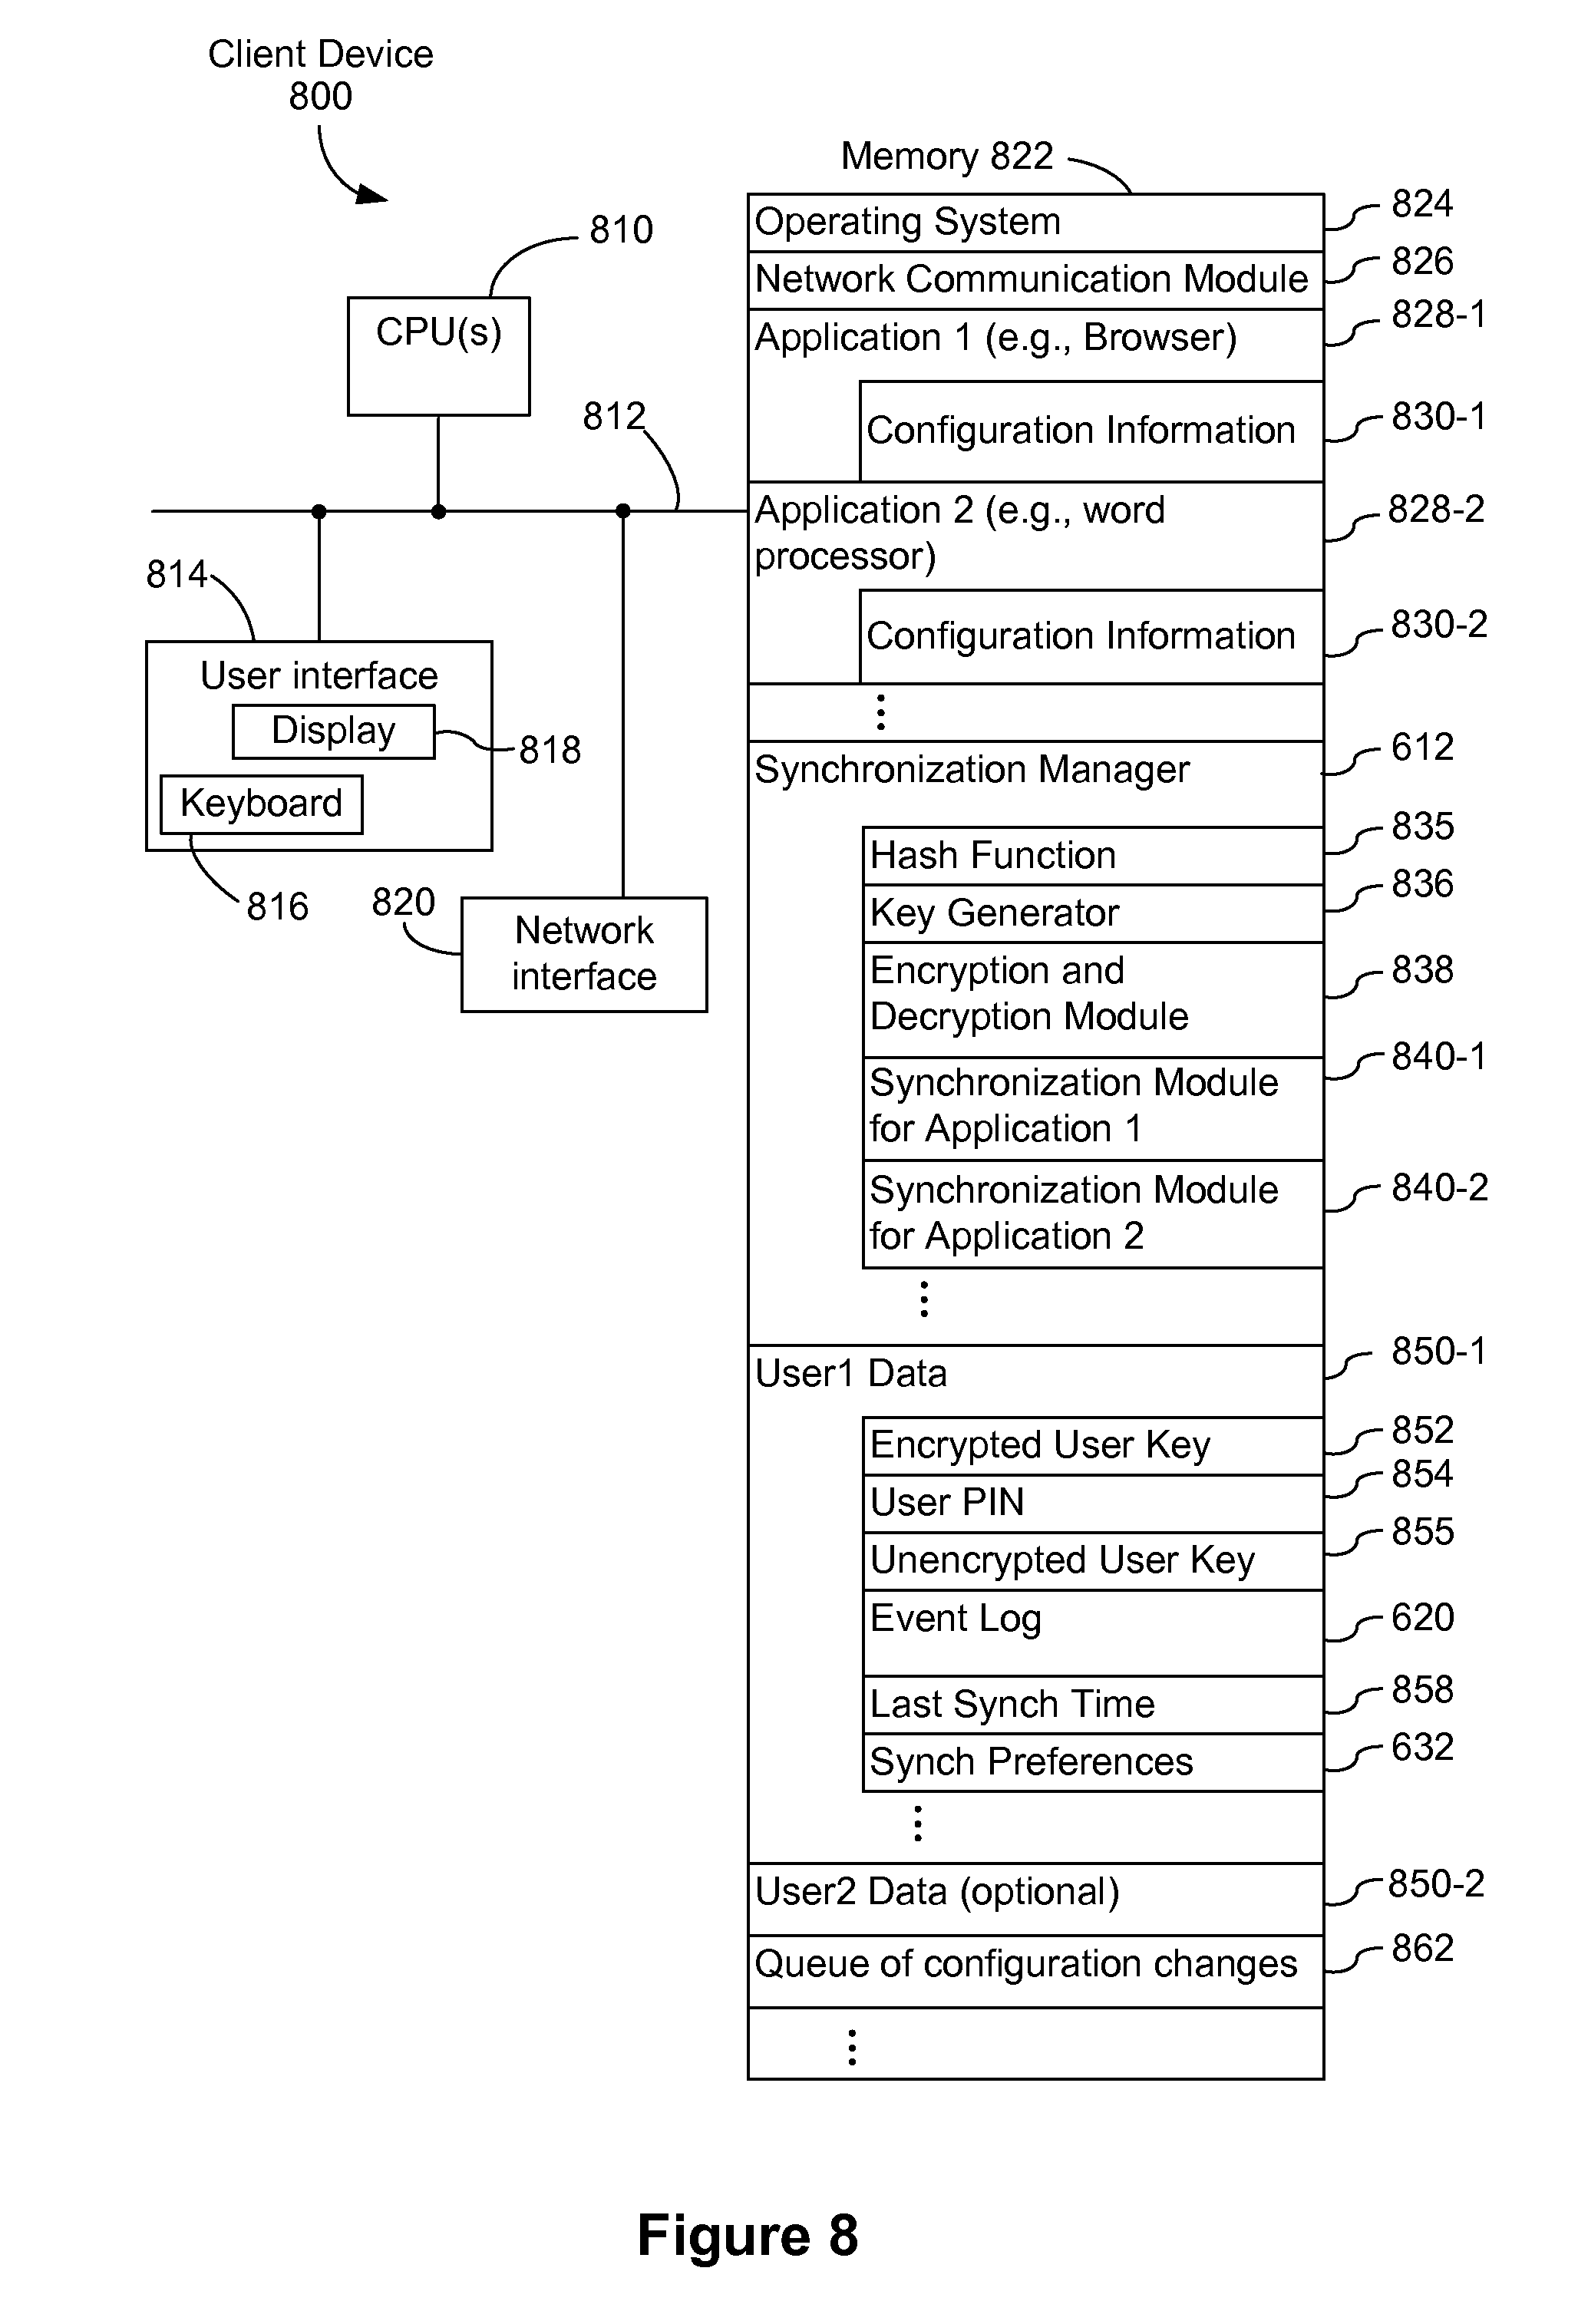 Client Device
800
Memory 822
Operating System
824
Network Communication Module
826
Application 1 (e.g., Browser)
828-1
Configuration Information
830-1
Application 2 (e.g., word
processor)
828-2
Configuration Information
830-2
810
CPU(s)
812
814
User interface
Display
818
Keyboard
816
820
Network
interface
Synchronization Manager
612
Hash Function
835
Key Generator
836
Encryption and
Decryption Module
838
Synchronization Module
for Application 1
840-1
Synchronization Module
for Application 2
840-2
User1 Data
850-1
Encrypted User Key
852
User PIN
854
Unencrypted User Key
855
Event Log
620
Last Synch Time
858
Synch Preferences
632
User2 Data (optional)
850-2
Queue of configuration changes
862
Figure 8